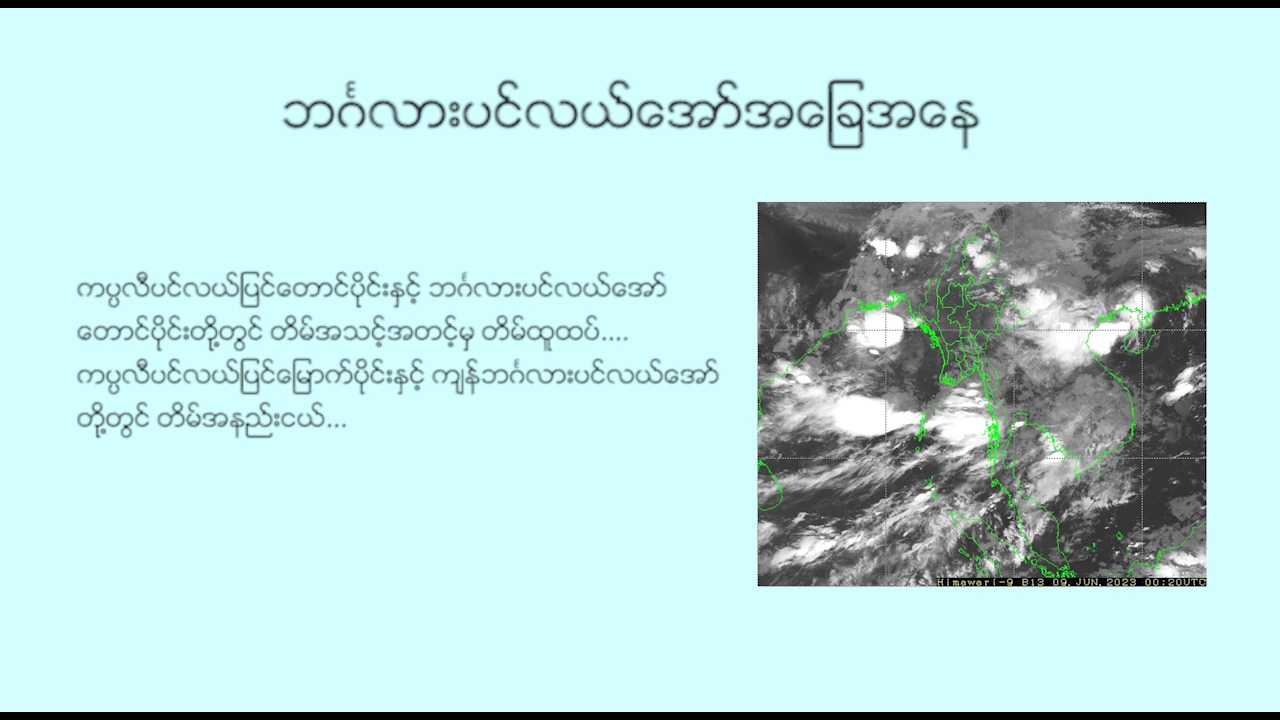 ဘင်္ဂလားပင်လယ်အော်အခြေအနေ
ကပ္ပလီပင်လယ်ပြင်တောင်ပိုင်းနှင့် ဘင်္ဂလားပင်လယ်အော်
တောင်ပိုင်းတို့တွင် တိမ်အသင့်အတင့်မှ တိမ်ထူထပ်....
ကပ္ပလီပင်လယ်ပြင်မြောက်ပိုင်းနှင့် ကျန်ဘင်္ဂလားပင်လယ်အော်
တို့တွင် တိမ်အနည်းငယ်...
Himawari-9 B13 09.JUN.2023 00:20UTC